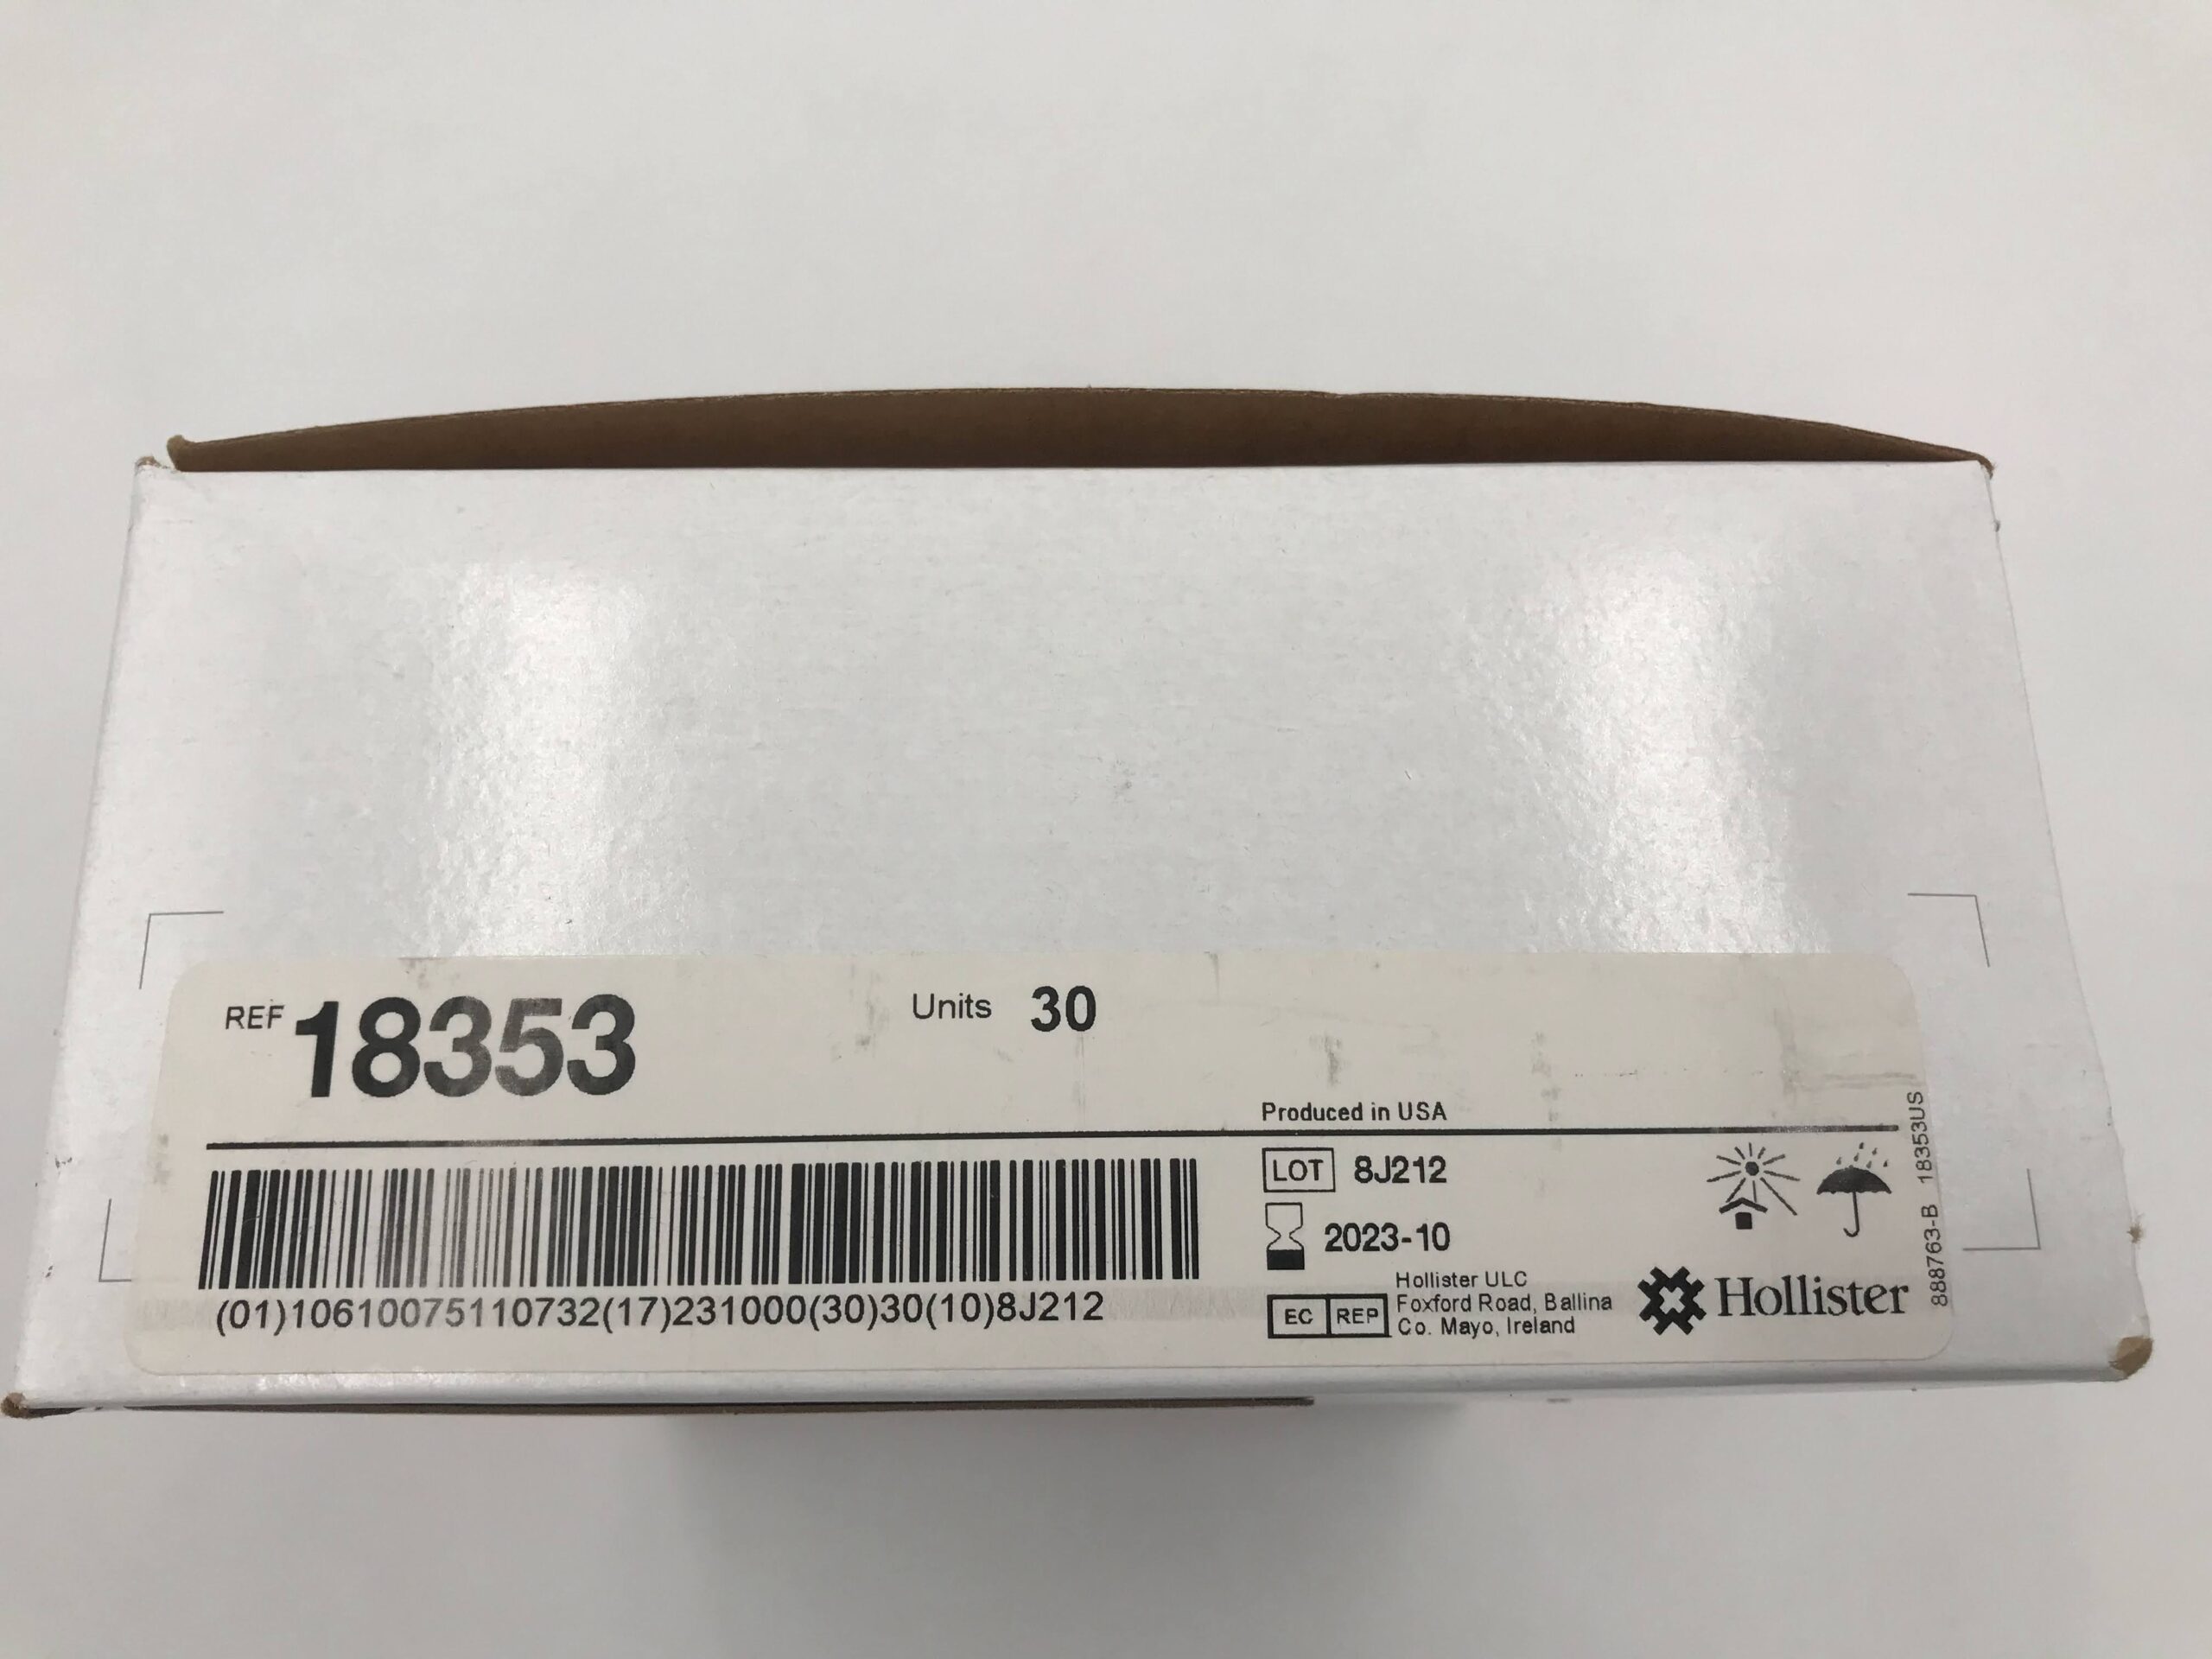 REF 18353
Units 30
Produced in USA
(01)10610075110732(17)231000(30)30(10)8J212
LOT 8J212
2023-10
EC REP
Hollister ULC
Foxford Road, Ballina
Co. Mayo, Ireland
Hollister
888763-B 18353US